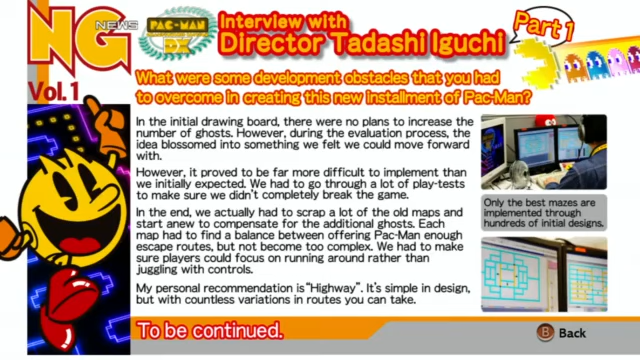 NG NEWS
PAC-MAN
CHAMPIONSHIP EDITION
DX
Interview with
Director Tadashi Iguchi
Part 1
Vol.1
What were some development obstacles that you had
to overcome in creating this new installment of Pac-Man?
In the initial drawing board, there were no plans to increase the
number of ghosts. However, during the evaluation process, the
idea blossomed into something we felt we could move forward
with.
However, it proved to be far more difficult to implement than
we initially expected. We had to go through a lot of play-tests
to make sure we didn't completely break the game.
In the end, we actually had to scrap a lot of the old maps and
start anew to compensate for the additional ghosts. Each
map had to find a balance between offering Pac-Man enough
escape routes, but not become too complex. We had to make
sure players could focus on running around rather than
juggling with controls.
My personal recommendation is "Highway". It's simple in design,
but with countless variations in routes you can take.
Only the best mazes are
implemented through
hundreds of initial designs.
To be continued.
B Back